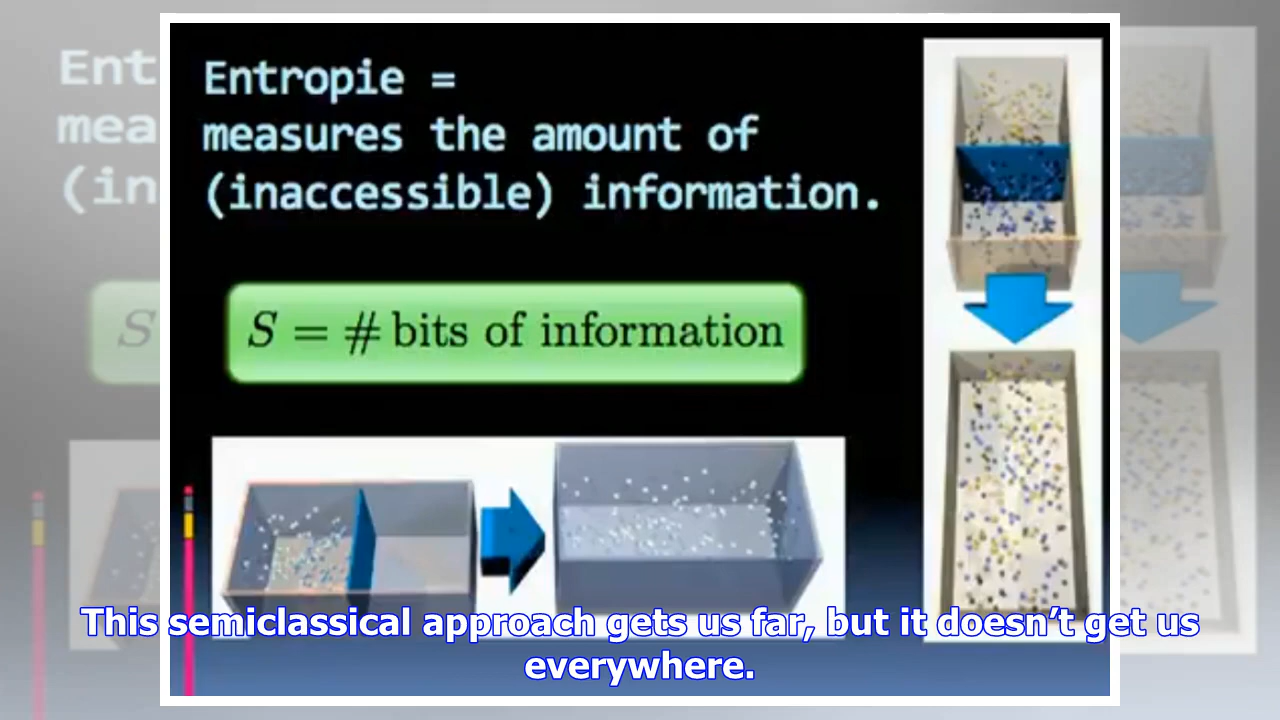 Entropie =
measures the amount of
(inaccessible) information.
S = # bits of information
This semiclassical approach gets us far, but it doesn’t get us
everywhere.